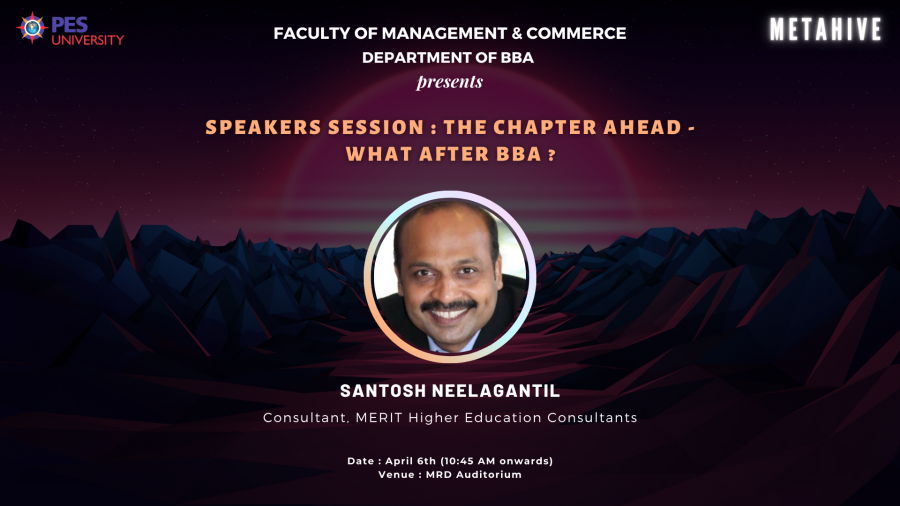 PES
UNIVERSITY
METAHIVE
FACULTY OF MANAGEMENT & COMMERCE
DEPARTMENT OF BBA
presents
SPEAKERS SESSION : THE CHAPTER AHEAD -
WHAT AFTER BBA ?
SANTOSH NEELAGANTIL
Consultant, MERIT Higher Education Consultants
Date : April 6th (10:45 AM onwards)
Venue : MRD Auditorium